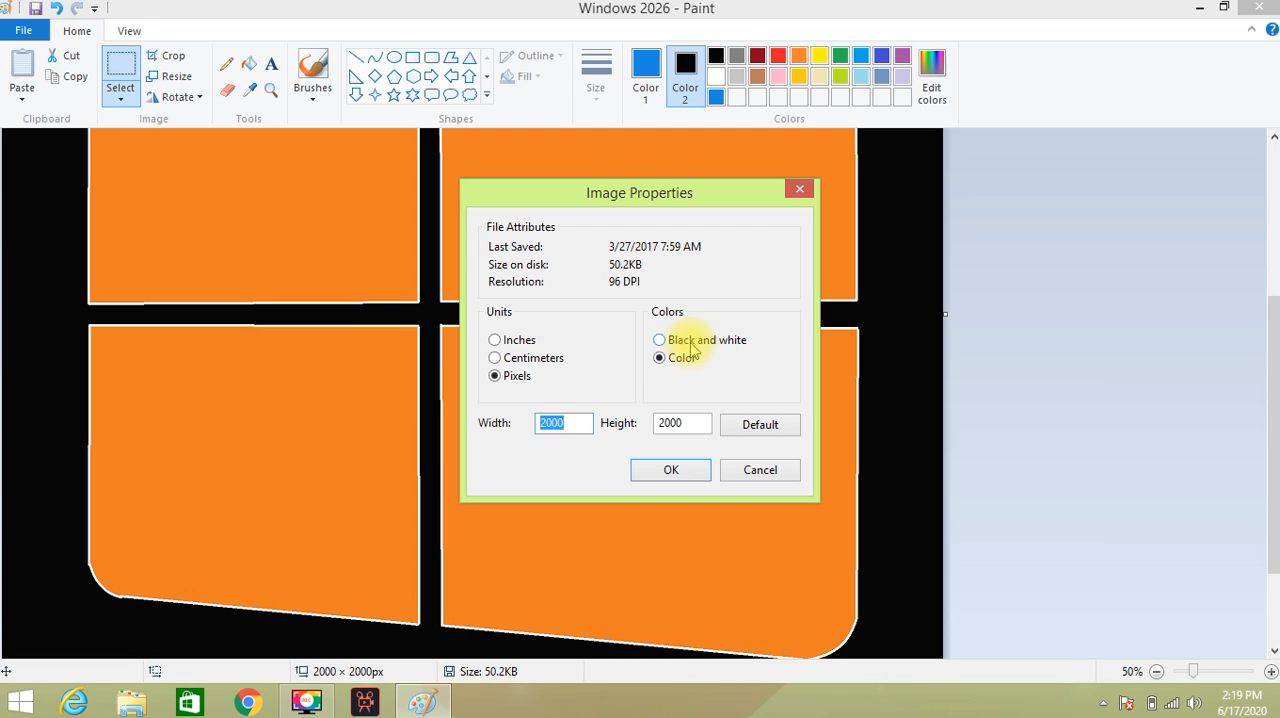 Windows 2026 - Paint
File Home View
Cut
Copy
Paste
Clipboard
Crop
Resize
Rotate
Select
Image
A
Tools
Brushes
Outline
Fill
Shapes
Size
Color 1
Color 2
Edit colors
Colors
Image Properties
File Attributes
Last Saved: 3/27/2017 7:59 AM
Size on disk: 50.2KB
Resolution: 96 DPI
Units
Inches
Centimeters
Pixels
Colors
Black and white
Color
Width: 2000 Height: 2000 Default
OK Cancel
2000 × 2000px Size: 50.2KB 50%
2:19 PM
6/17/2020